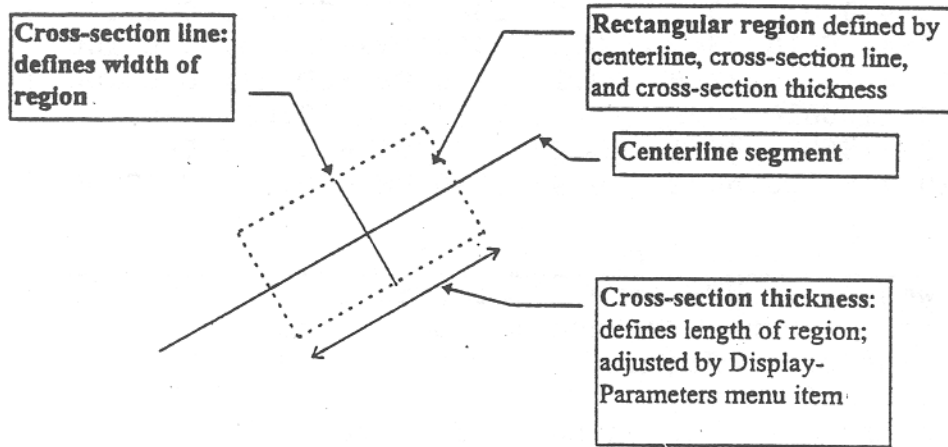 Cross-section line:
defines width of
region
Rectangular region defined by
centerline, cross-section line,
and cross-section thickness
Centerline segment
Cross-section thickness:
defines length of region;
adjusted by Display-
Parameters menu item